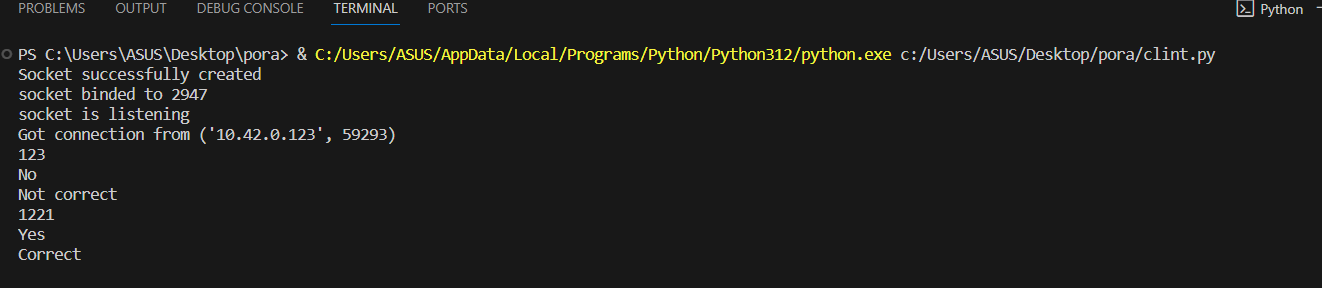 PROBLEMS OUTPUT DEBUG CONSOLE TERMINAL PORTS Python
PS C:\Users\ASUS\Desktop\pora> & C:/Users/ASUS/AppData/Local/Programs/Python/Python312/python.exe c:/Users/ASUS/Desktop/pora/clint.py
Socket successfully created
socket binded to 2947
socket is listening
Got connection from ('10.42.0.123', 59293)
123
No
Not correct
1221
Yes
Correct